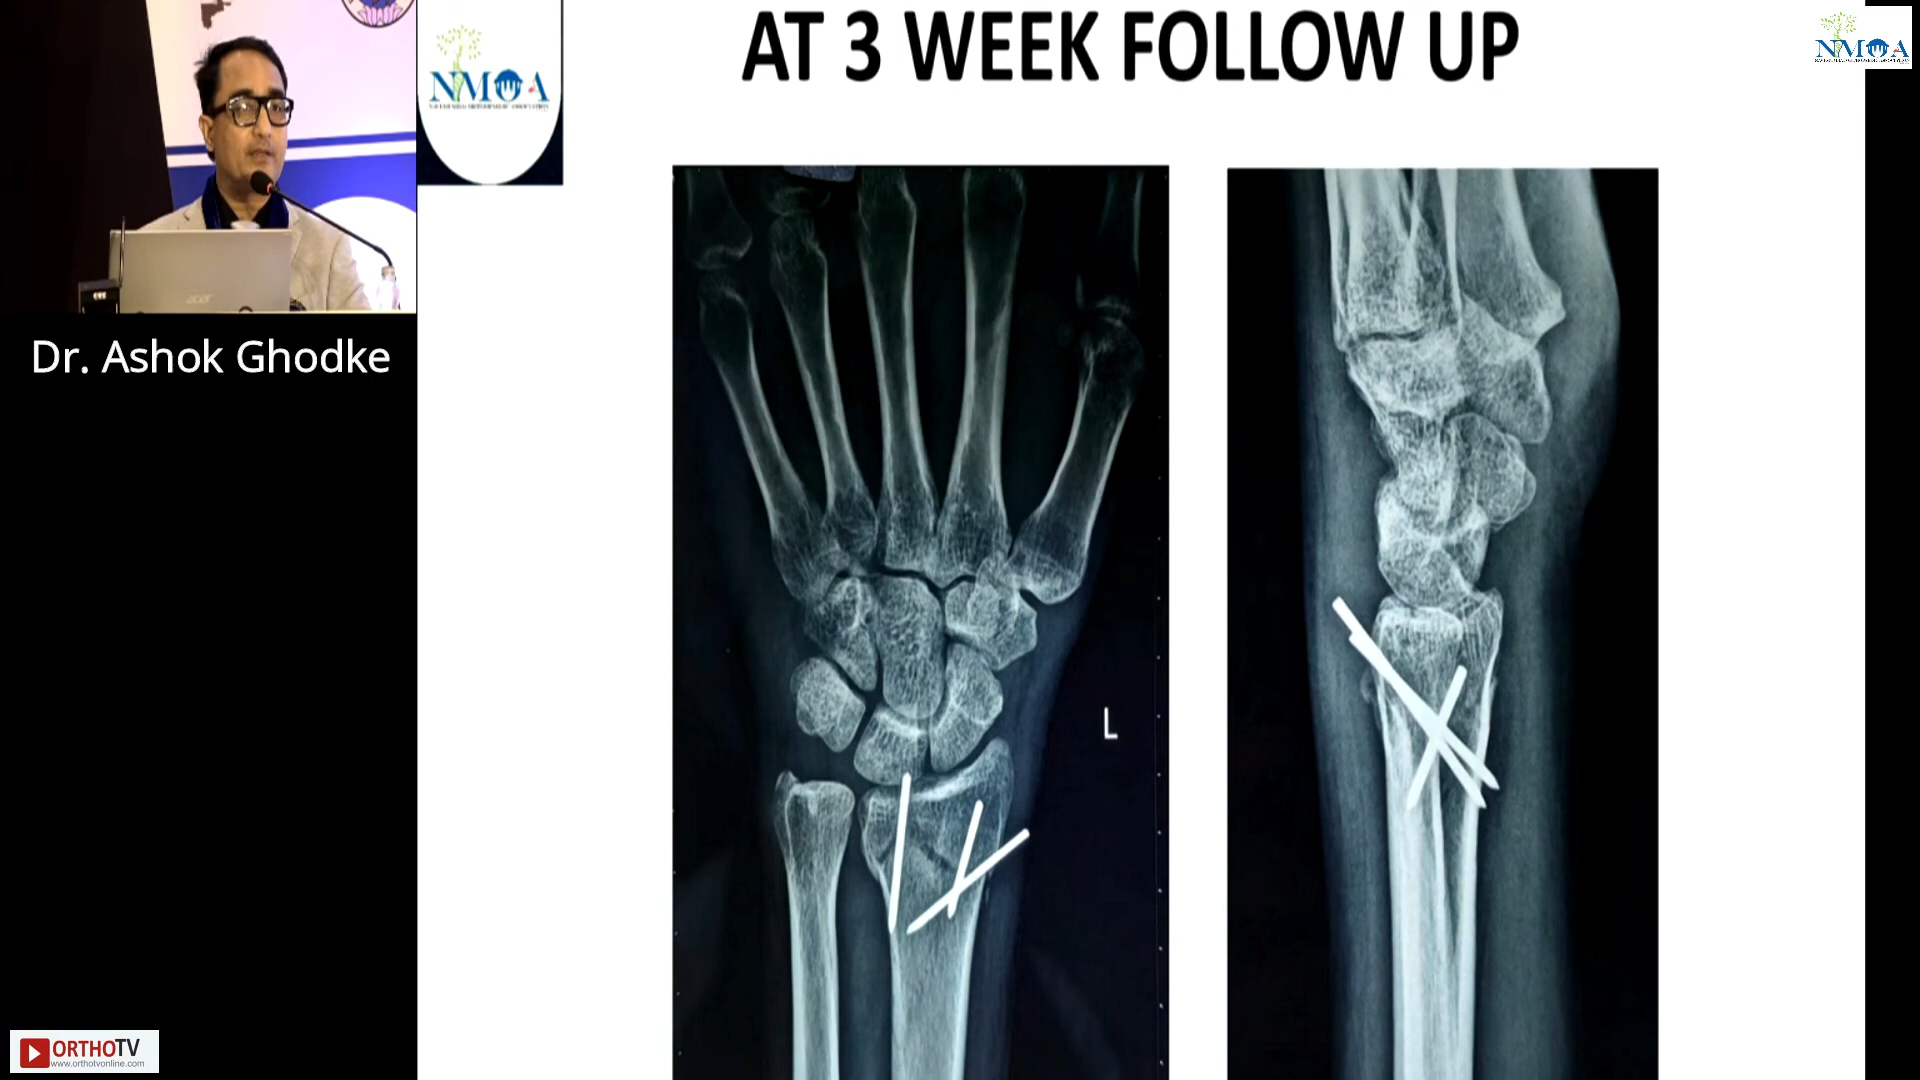 AT 3 WEEK FOLLOW UP
NMOA
NMOA
acer
Dr. Ashok Ghodke
L
ORTHOTV
www.orthotvonline.com